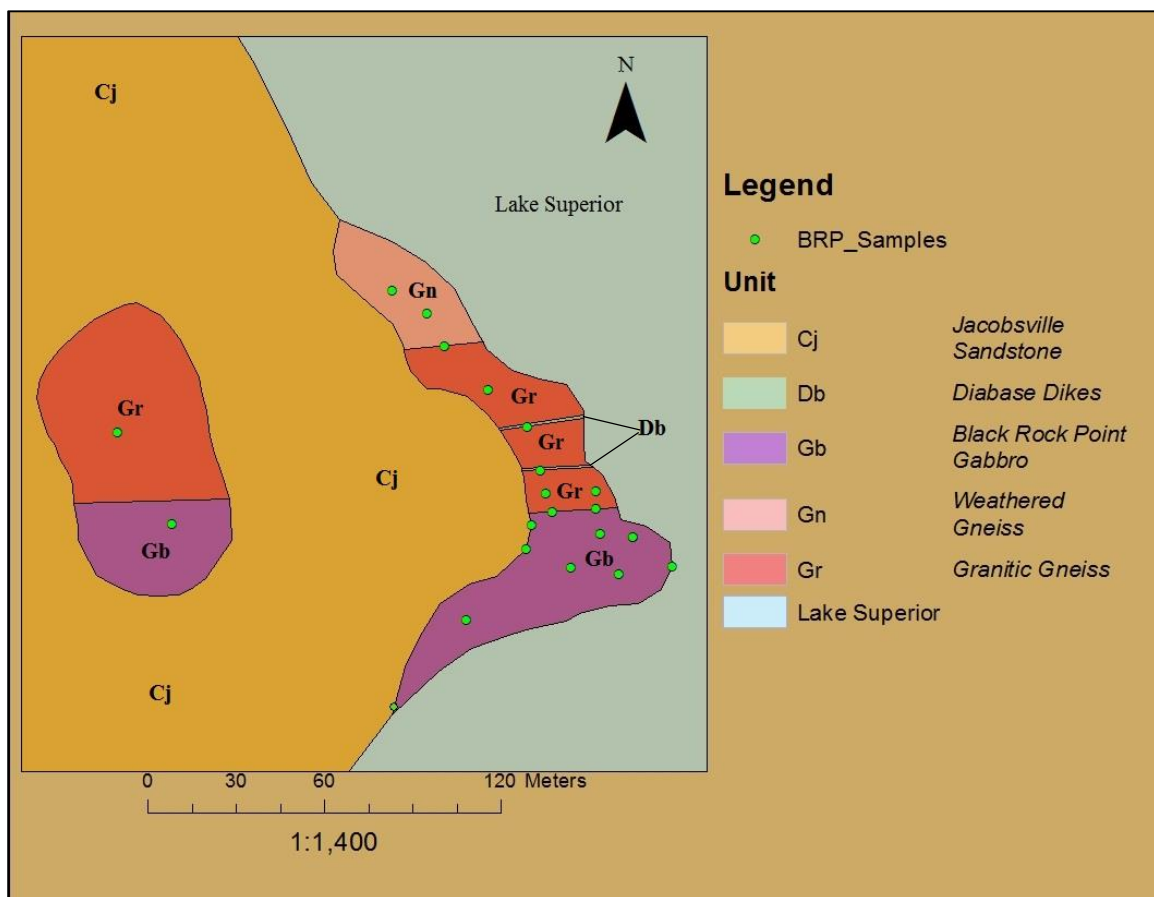 Cj
N
Lake Superior
Gn
Gr
Gr
Db
Gr
Cj
Gr
Gb
Gb
Cj
0 30 60 120 Meters
1:1,400
Legend
BRP_Samples
Unit
Cj Jacobsville
Sandstone
Db Diabase Dikes
Gb Black Rock Point
Gabbro
Gn Weathered
Gneiss
Gr Granitic Gneiss
Lake Superior